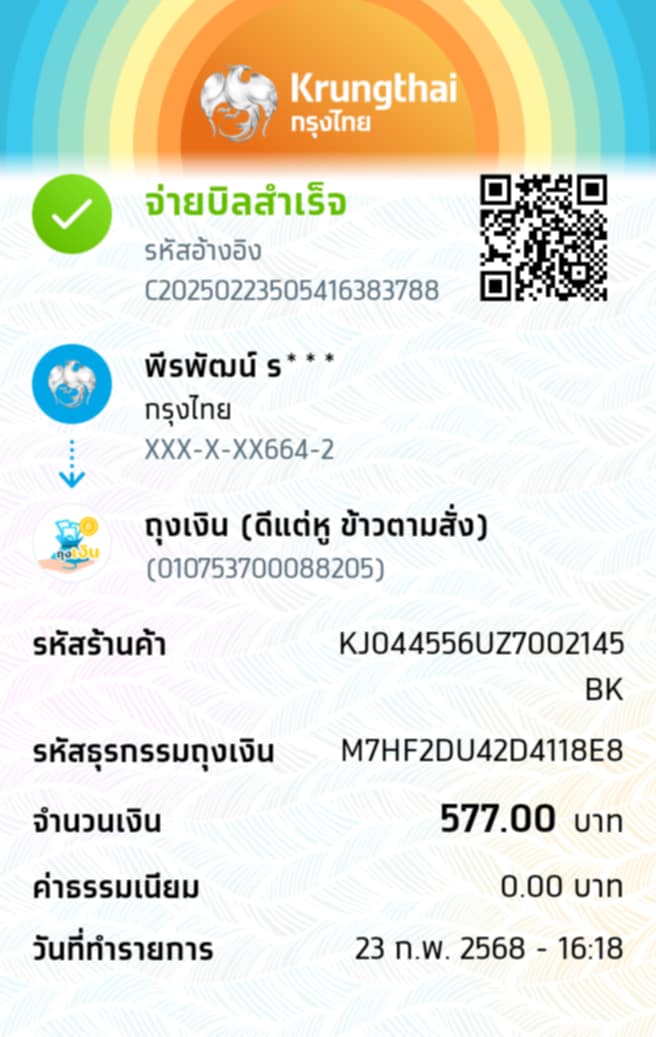 Krungthai
กรุงไทย
จ่ายบิลสำเร็จ
รหัสอ้างอิง
C20250223505416383788
พีรพัฒน์ ร***
กรุงไทย
XXX-X-XX664-2
ถุงเงิน
ถุงเงิน (ดีแต่หู ข้าวตามสั่ง)
(010753700088205)
รหัสร้านค้า KJ044556UZ7002145
BK
รหัสธุรกรรมถุงเงิน M7HF2DU42D4118E8
จำนวนเงิน 577.00 บาท
ค่าธรรมเนียม 0.00 บาท
วันที่ทำรายการ 23 ก.พ. 2568 - 16:18